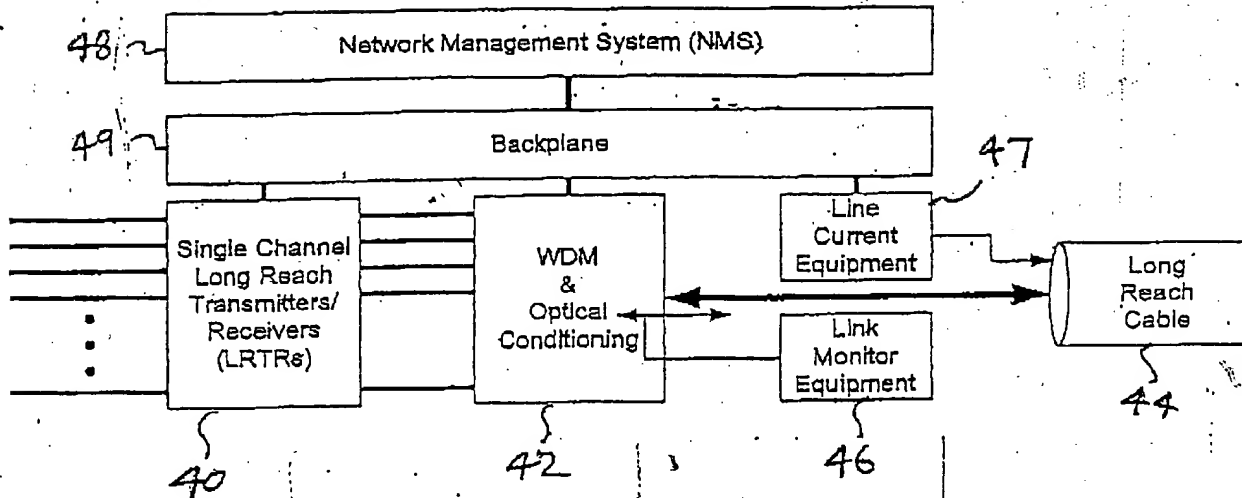 48
Network Management System (NMS)
49
Backplane
47
Single Channel
Long Reach
Transmitters/
Receivers
(LRTRs)
WDM
&
Optical
Conditioning
Line
Current
Equipment
Link
Monitor
Equipment
Long
Reach
Cable
40
42
46
44